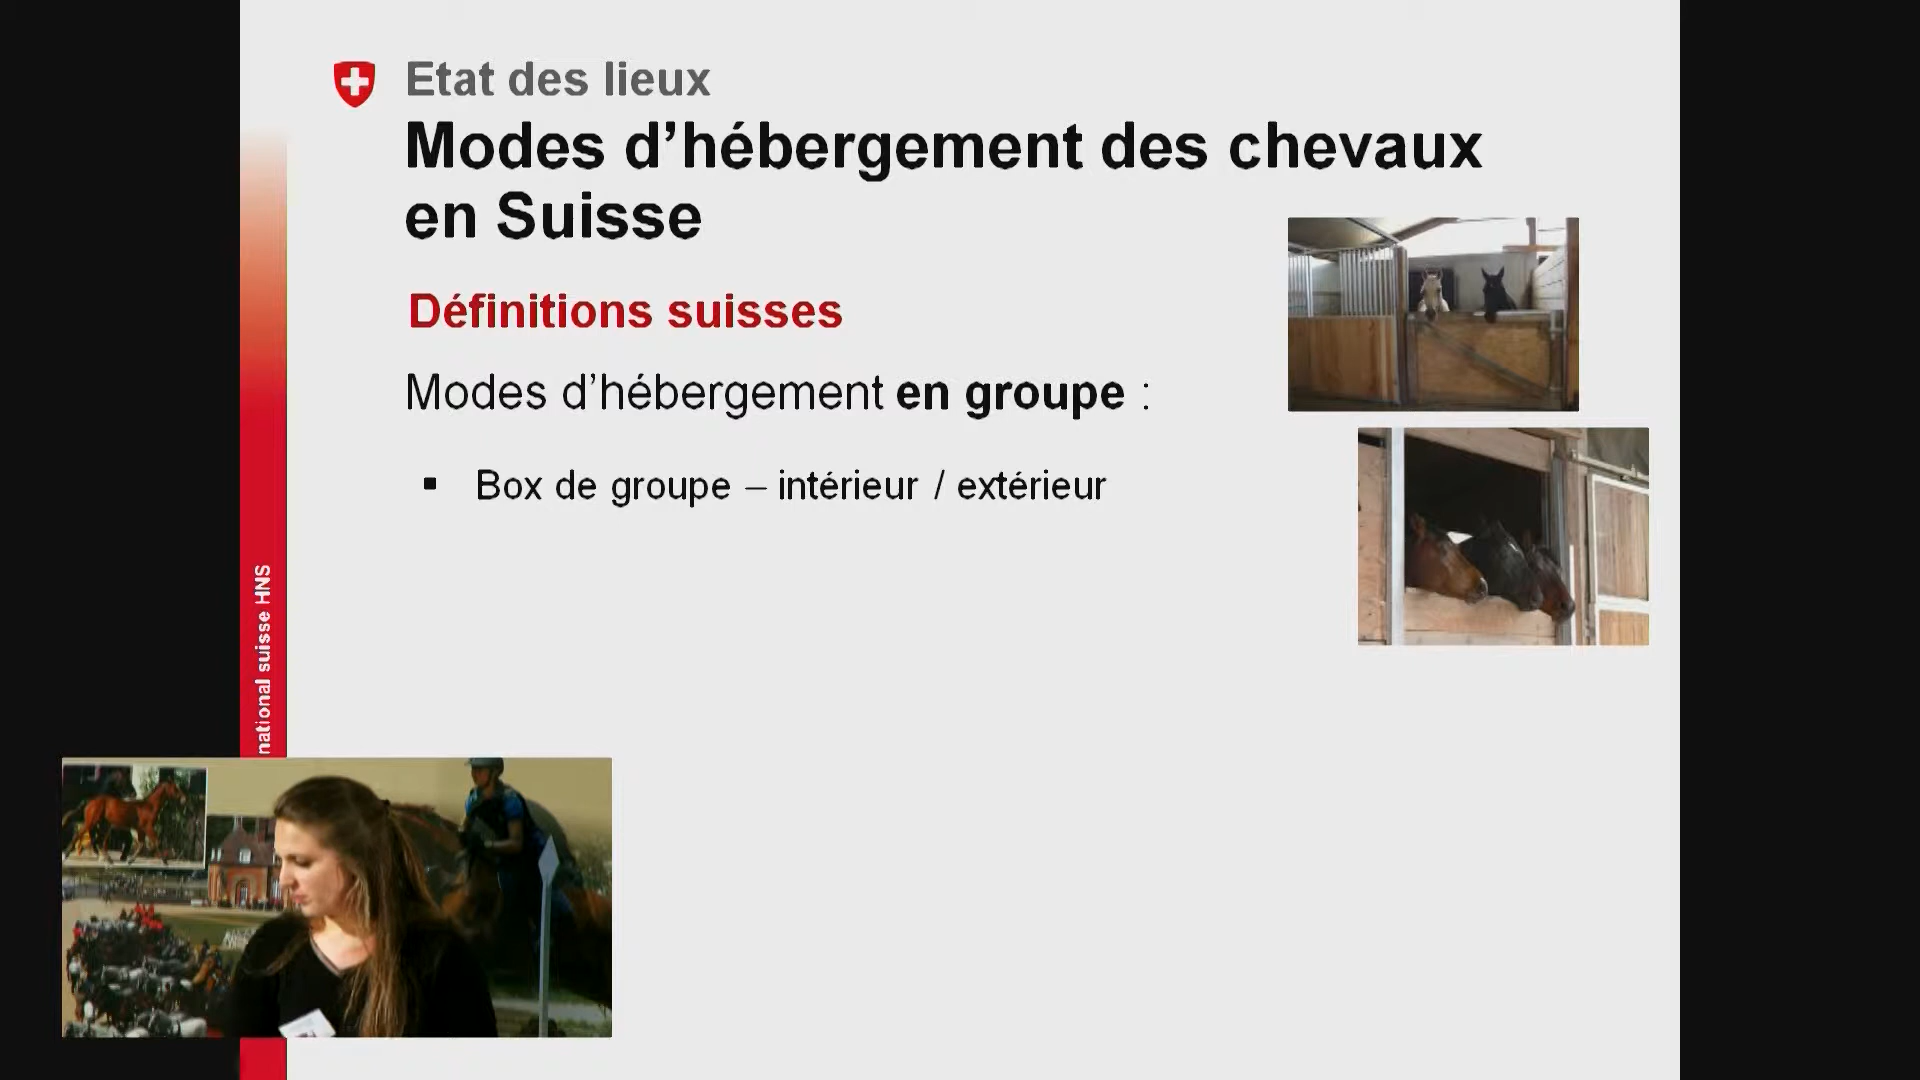 Etat des lieux
Modes d’hébergement des chevaux
en Suisse
Définitions suisses
Modes d’hébergement en groupe :
▪ Box de groupe – intérieur / extérieur
national suisse HNS